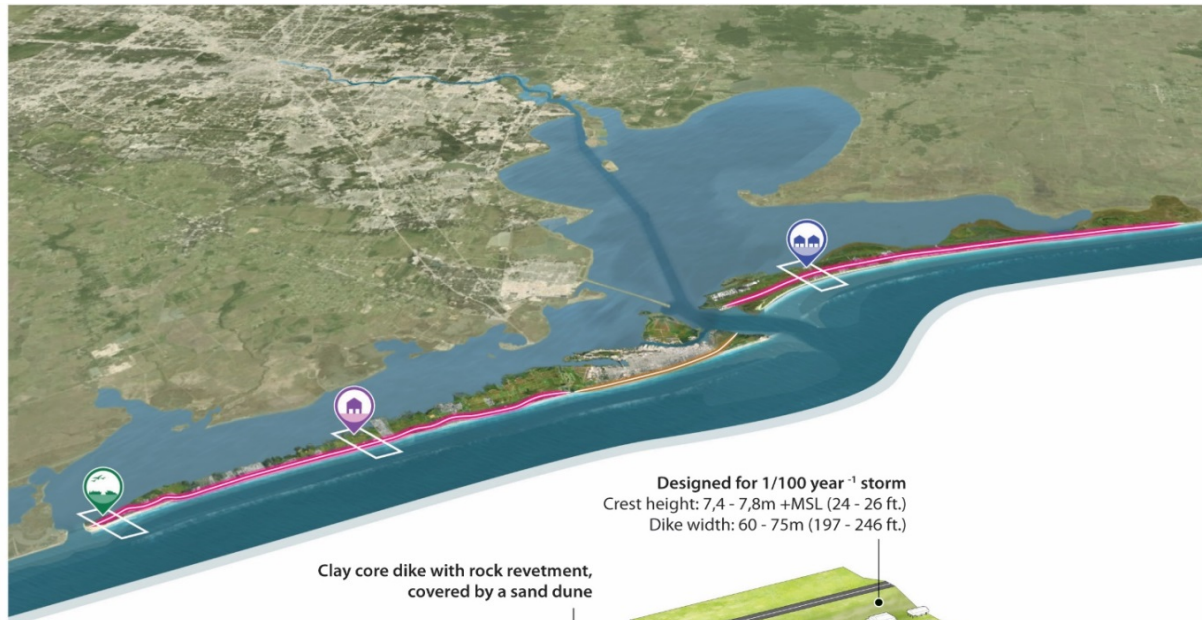 Designed for 1/100 year ⁻¹ storm
Crest height: 7,4 - 7,8m +MSL (24 - 26 ft.)
Dike width: 60 - 75m (197 - 246 ft.)
Clay core dike with rock revetment,
covered by a sand dune